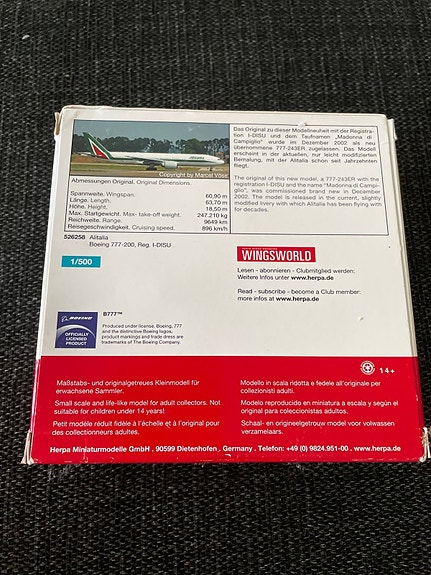 Das Original zu dieser Modellneuheit mit der Registra-
tion I-DISU und dem Taufnamen „Madonna di
Campiglio" wurde im Dezember 2002 als neu
übernommene 777-243ER zugelassen. Das Modell
erscheint in der aktuellen, nur leicht modifizierten
Bemalung, mit der Alitalia schon seit Jahrzehnten
fliegt.
Copyright by Marcel Vöse
The original of this new model, a 777-243ER with the
registration I-DISU and the name "Madonna di Cam-
piglio", was commissioned brand new in December
2002. The model is released in the current, slightly
modified livery with which Alitalia has been flying with
for decades.
Abmessungen Original, Original Dimensions.
Spannweite, Wingspan. 60,90 m
Länge, Length. 63,70 m
Höhe, Height. 18,50 m
Max. Startgewicht. Max- take-off weight. 247.210 kg
Reichweite, Range. 9649 km
Reisegeschwindigkeit, Cruising speed. 896 km/h
526258 Alitalia
Boeing 777-200, Reg. I-DISU
1/500
WINGSWORLD
Lesen - abonnieren - Clubmitglied werden:
Weitere Infos unter www.herpa.de
Read - subscribe - become a Club member:
more infos at www.herpa.de
BOEING
OFFICIALLY
LICENSED
PRODUCT
B777™
Produced under license. Boeing, 777
and the distinctive Boeing logos,
product markings and trade dress are
trademarks of The Boeing Company.
14+
Maßstabs- und originalgetreues Kleinmodell für
erwachsene Sammler.
Small scale and life-like model for adult collectors. Not
suitable for children under 14 years!
Petit modèle réduit fidèle à l'échelle et à l'original pour
des collectionneurs adultes.
Modello in scala ridotta e fedele all'originale per
collezionisti adulti.
Modelo reproducido en miniatura a escala y según el
original para coleccionistas adultos.
Schaal- en origineelgetrouw model voor volwassen
verzamelaars.
Herpa Miniaturmodelle GmbH . 90599 Dietenhofen , Germany . Telefon: +49 (0) 9824.951-00 . www.herpa.de